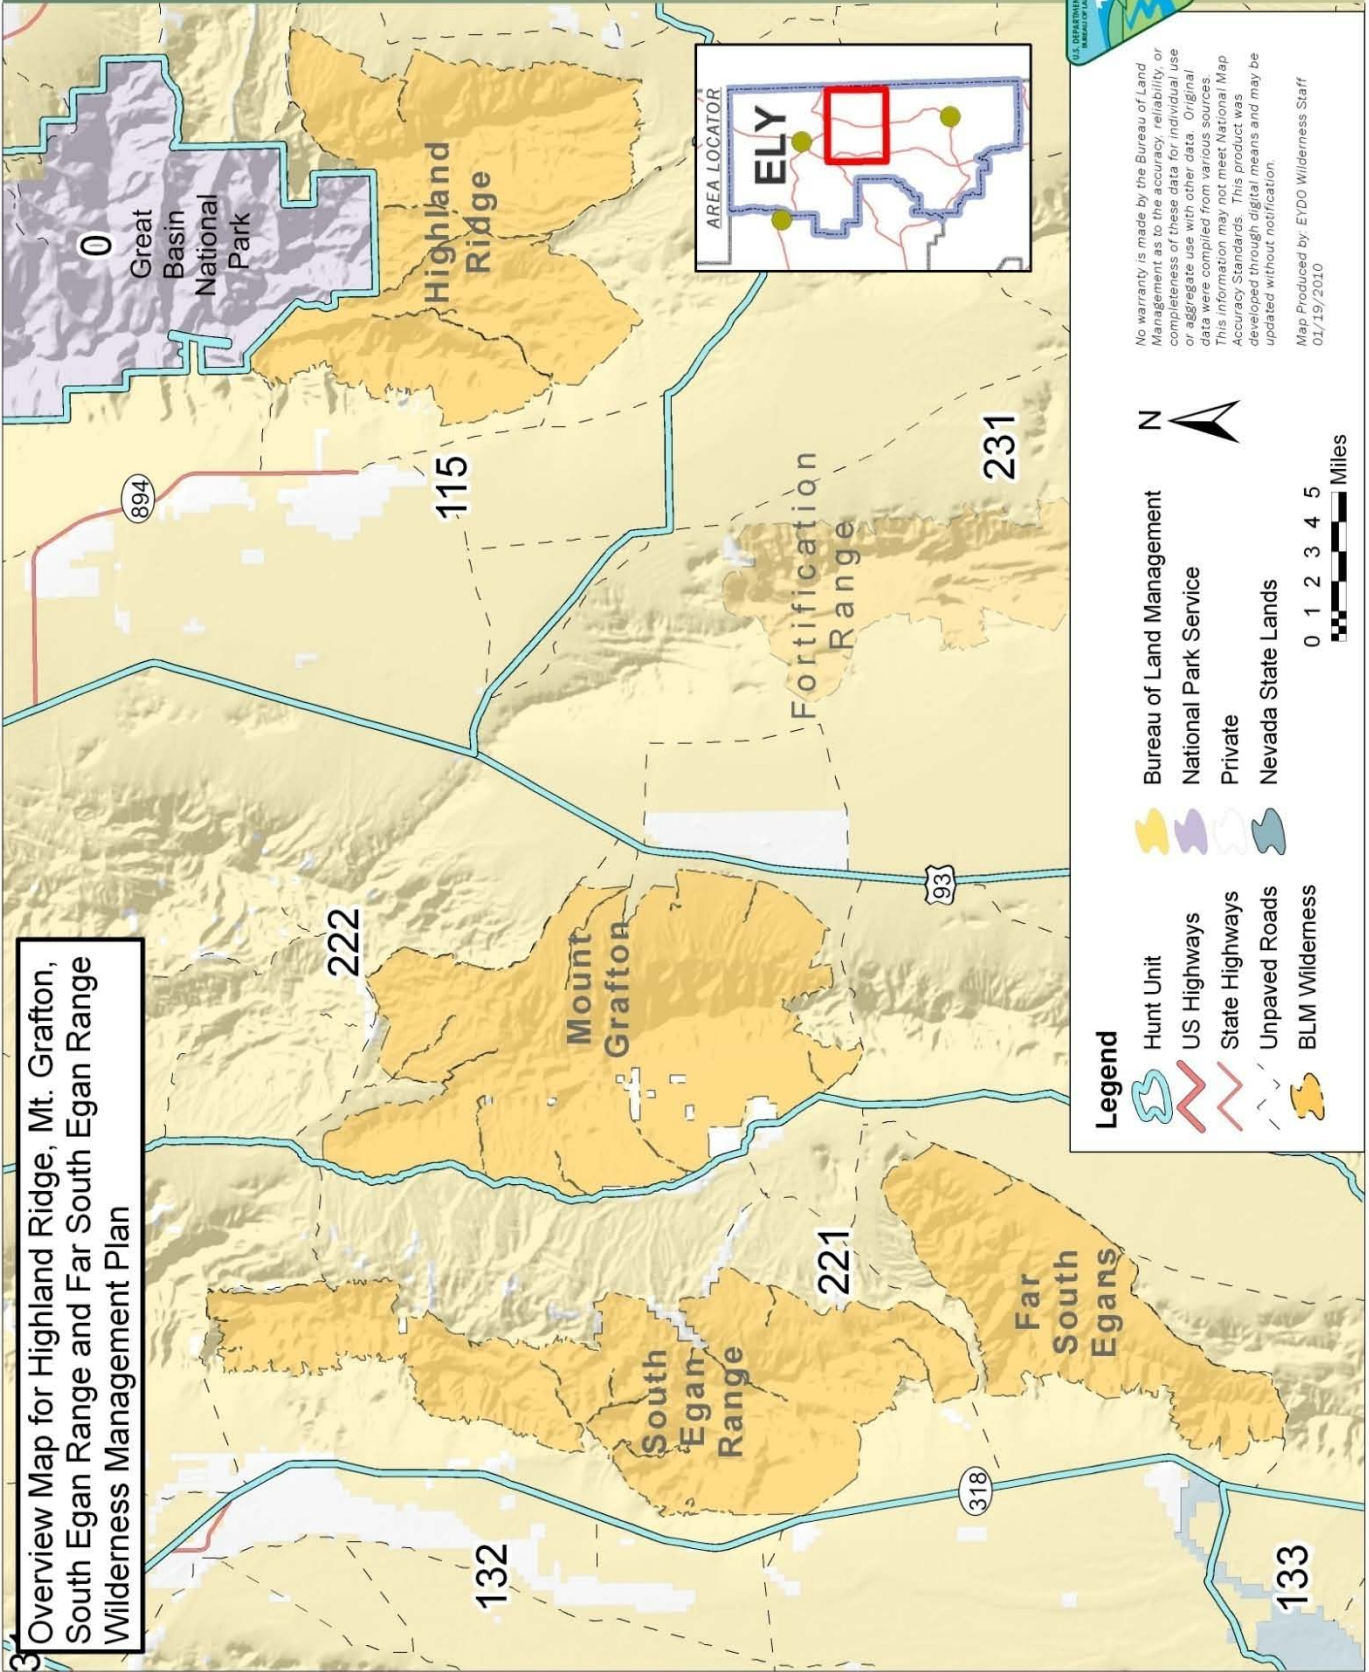 Overview Map for Highland Ridge, Mt. Grafton,
South Egan Range and Far South Egan Range
Wilderness Management Plan
0
Great
Basin
National
Park
Highland
Ridge
894
115
222
Mount
Grafton
Fortification
Range
231
93
South
Egan
Range
221
Far
South
Egans
132
318
133
AREA LOCATOR
ELY
U.S. DEPARTMEN
BUREAU OF LA
Legend
Hunt Unit
US Highways
State Highways
Unpaved Roads
BLM Wilderness
Bureau of Land Management
National Park Service
Private
Nevada State Lands
N
0 1 2 3 4 5
Miles
No warranty is made by the Bureau of Land
Management as to the accuracy, reliability, or
completeness of these data for individual use
or aggregate use with other data. Original
data were compiled from various sources.
This information may not meet National Map
Accuracy Standards. This product was
developed through digital means and may be
updated without notification.
Map Produced by: EYDO Wilderness Staff
01/19/2010